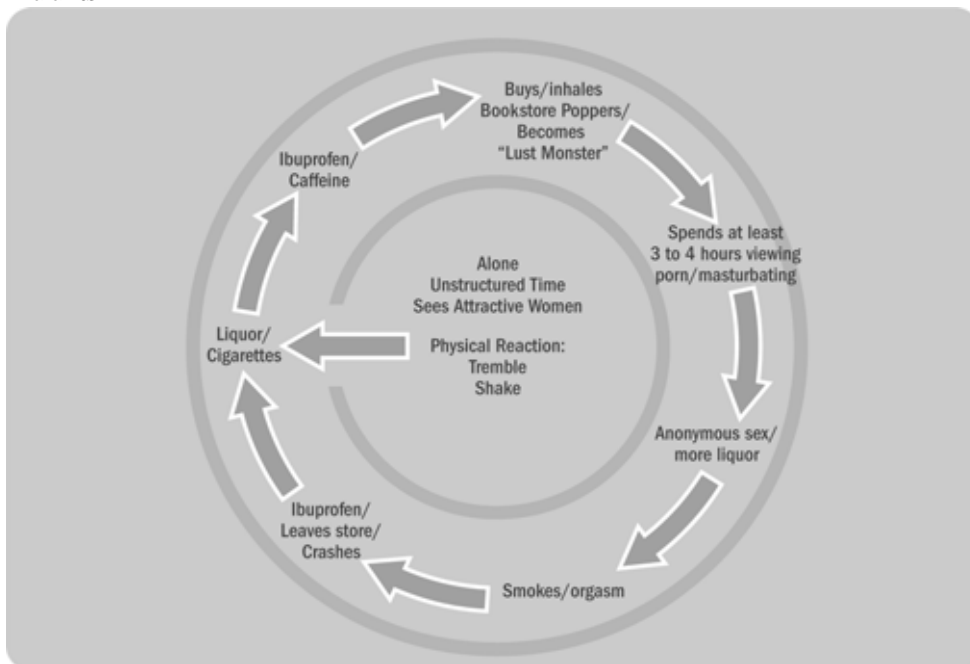 Buys/inhales
Bookstore Poppers/
Becomes
“Lust Monster”
Spends at least
3 to 4 hours viewing
porn/masturbating
Anonymous sex/
more liquor
Smokes/orgasm
Ibuprofen/
Leaves store/
Crashes
Liquor/
Cigarettes
Ibuprofen/
Caffeine
Alone
Unstructured Time
Sees Attractive Women
Physical Reaction:
Tremble
Shake